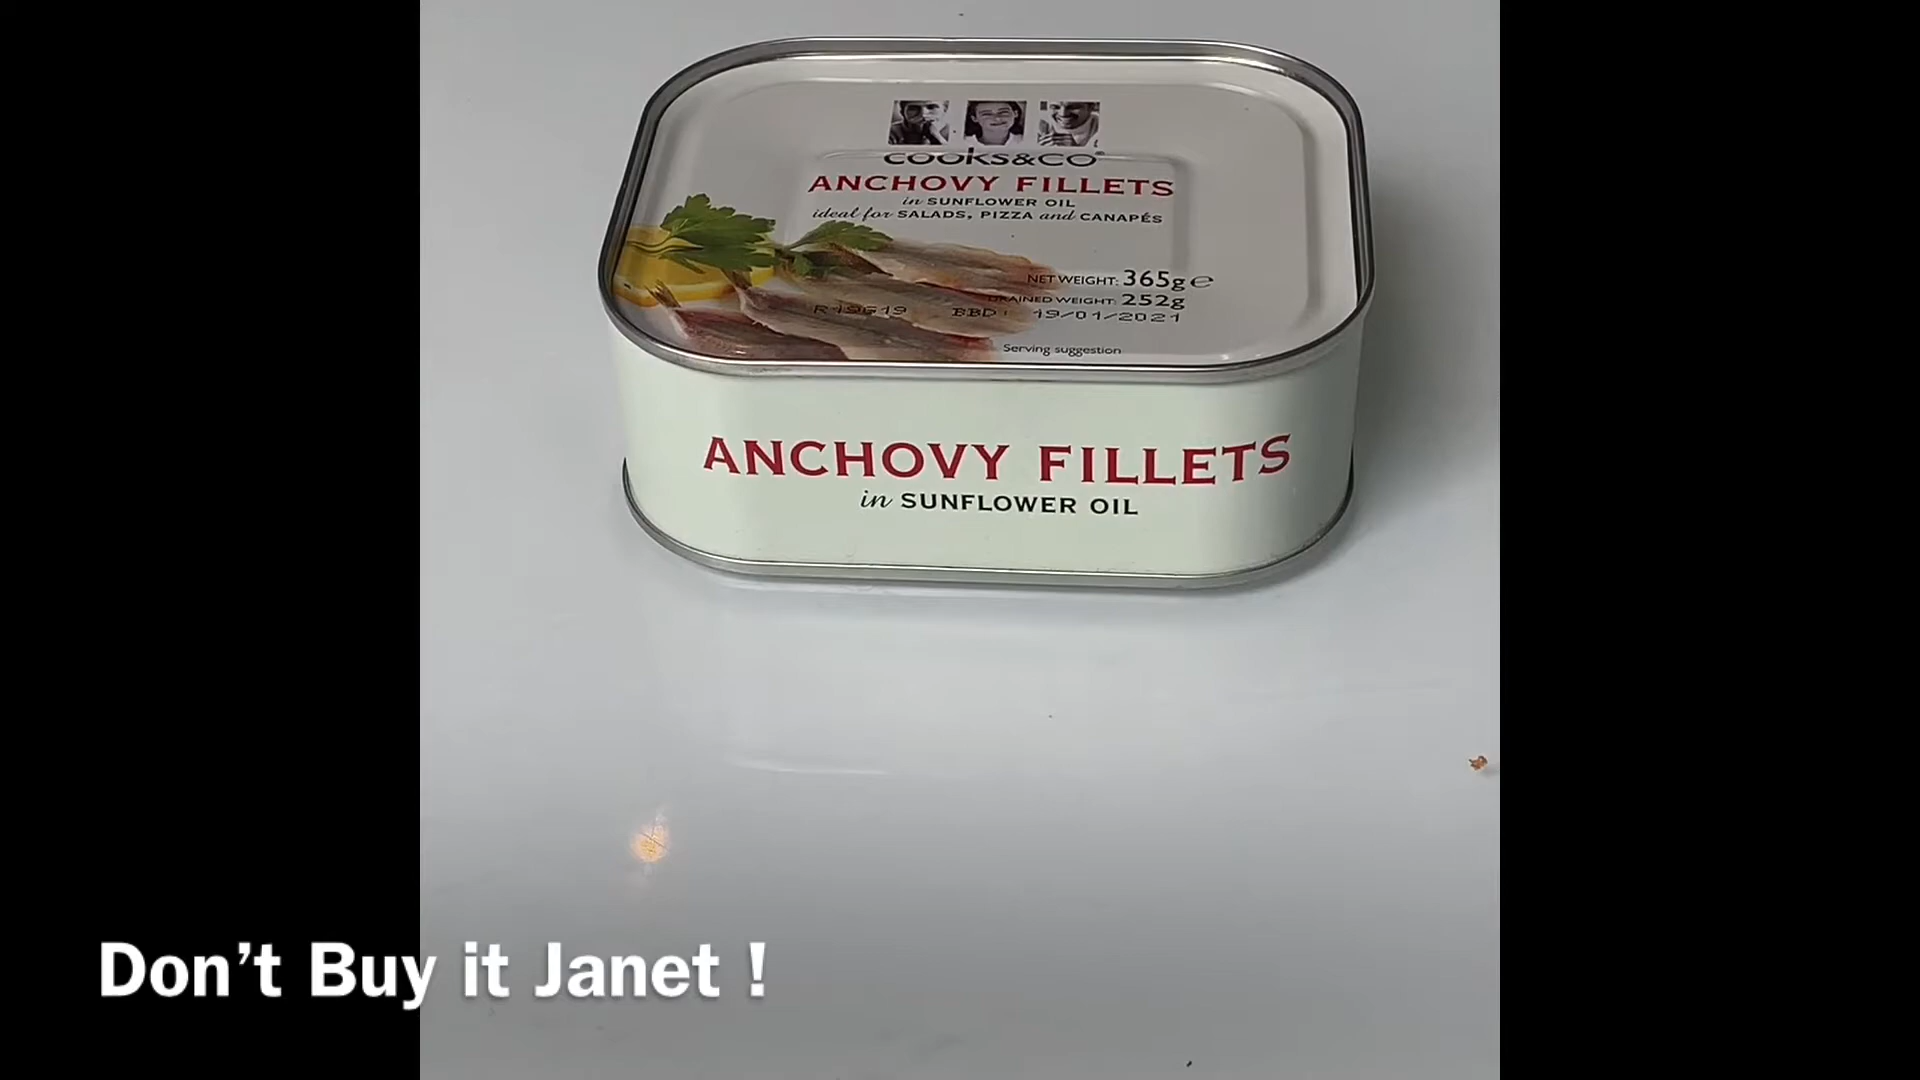 COOKS&CO®
ANCHOVY FILLETS
in SUNFLOWER OIL
ideal for SALADS, PIZZA and CANAPÉS
NET WEIGHT: 365g ℮
DRAINED WEIGHT: 252g
R19G19 BBD: 19/01/2021
Serving suggestion
ANCHOVY FILLETS
in SUNFLOWER OIL
Don't Buy it Janet !